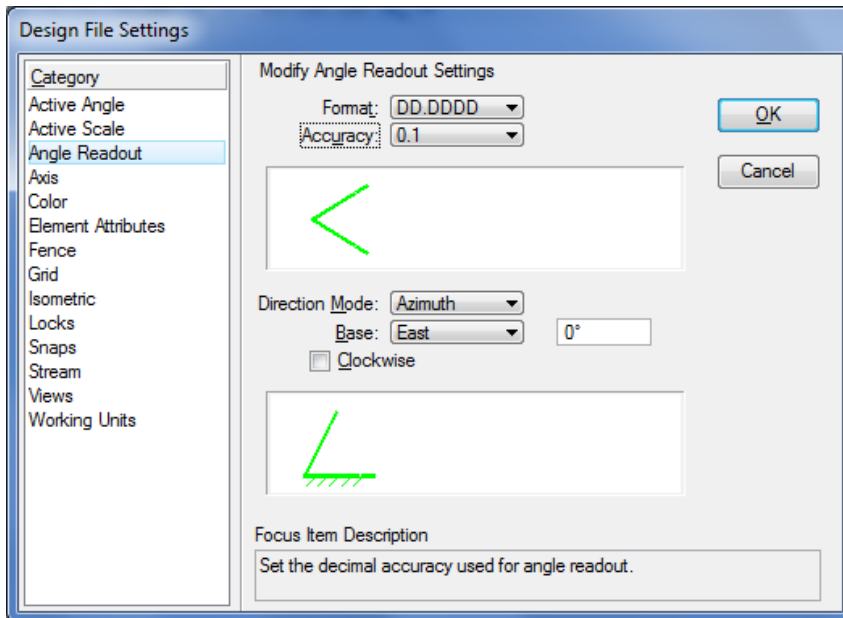 Design File Settings
Category
Active Angle
Active Scale
Angle Readout
Axis
Color
Element Attributes
Fence
Grid
Isometric
Locks
Snaps
Stream
Views
Working Units
Modify Angle Readout Settings
Format: DD.DDDD
Accuracy: 0.1
OK
Cancel
Direction Mode: Azimuth
Base: East 0°
Clockwise
Focus Item Description
Set the decimal accuracy used for angle readout.